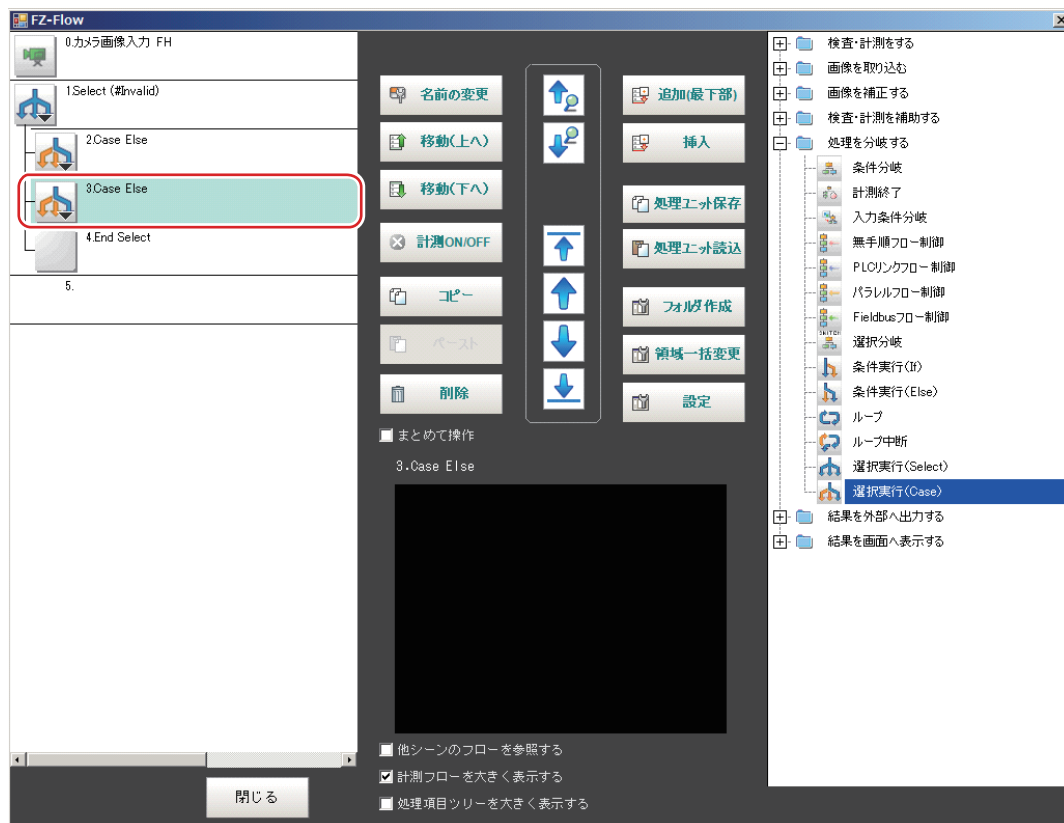 FZ-Flow
0.カメラ画像入力 FH
1.Select (#Invalid)
2.Case Else
3.Case Else
4.End Select
5.
閉じる
名前の変更
移動(上へ)
移動(下へ)
計測ON/OFF
コピー
ペースト
削除
追加(最下部)
挿入
処理ユニット保存
処理ユニット読込
フォルダ作成
領域一括変更
設定
まとめて操作
3.Case Else
他シーンのフローを参照する
計測フローを大きく表示する
処理項目ツリーを大きく表示する
検査・計測をする
画像を取り込む
画像を補正する
検査・計測を補助する
処理を分岐する
条件分岐
計測終了
入力条件分岐
無手順フロー制御
PLCリンクフロー制御
パラレルフロー制御
Fieldbusフロー制御
SWITCH
選択分岐
条件実行(If)
条件実行(Else)
ループ
ループ中断
選択実行(Select)
選択実行(Case)
結果を外部へ出力する
結果を画面へ表示する